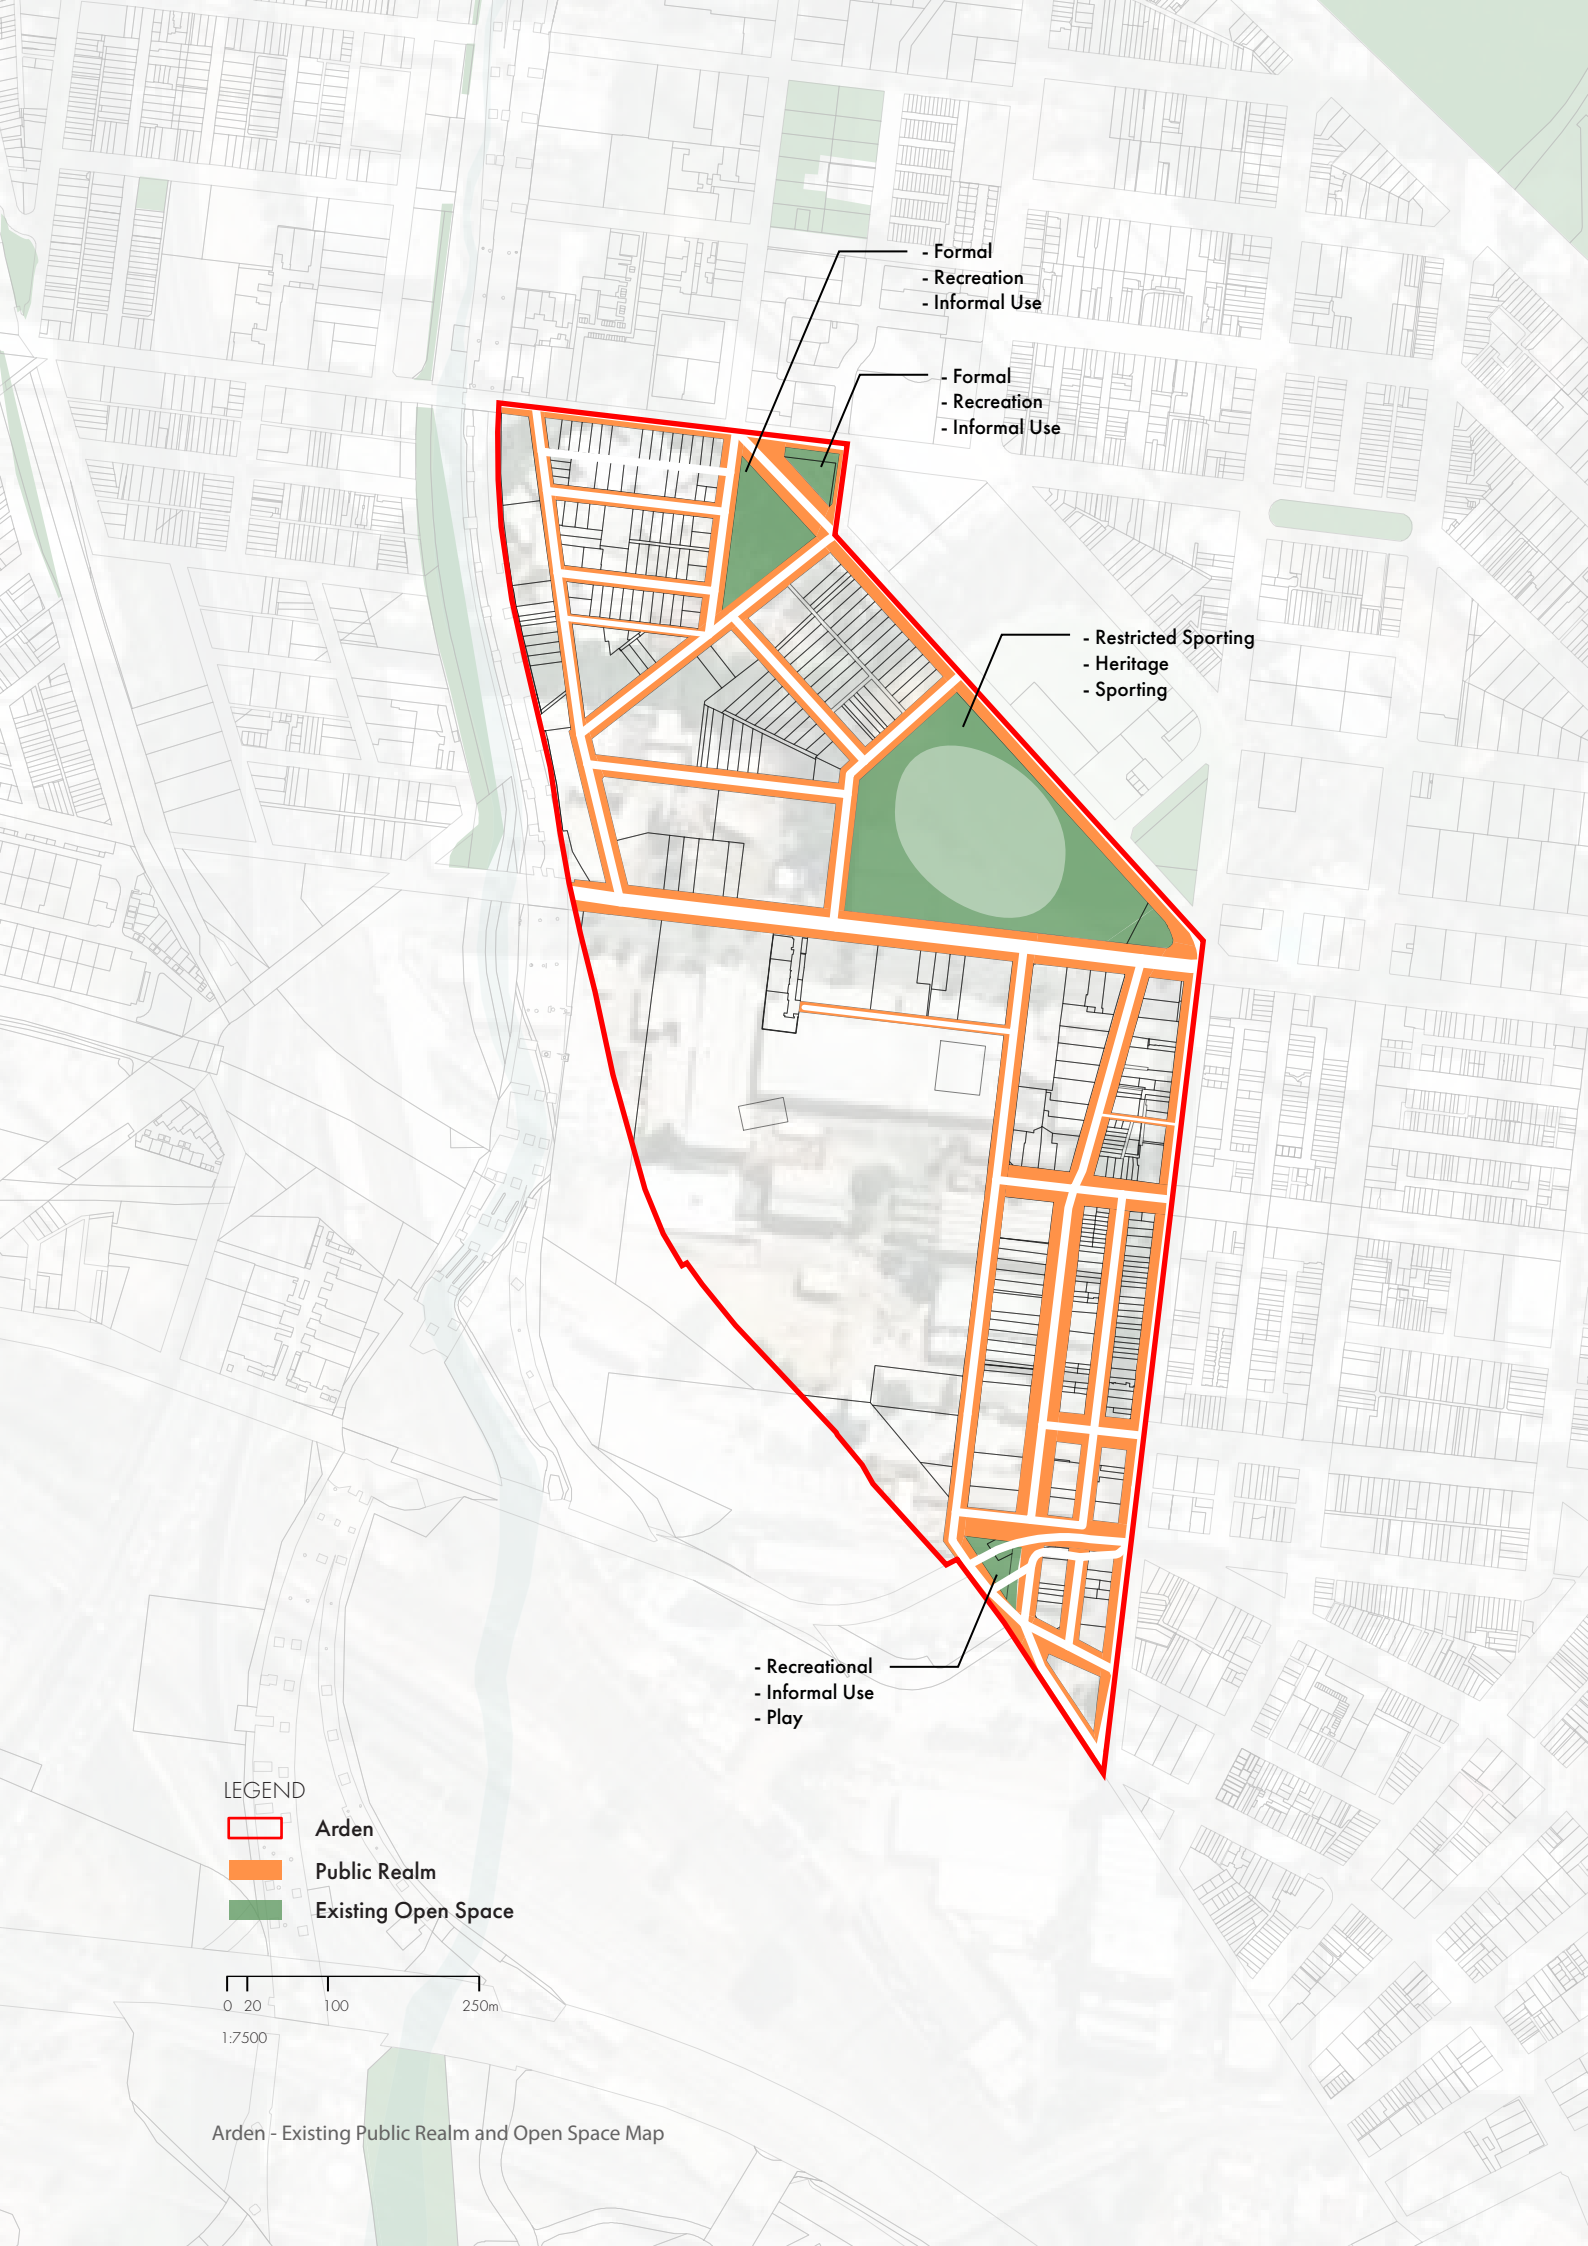 - Formal
- Recreation
- Informal Use
- Formal
- Recreation
- Informal Use
- Restricted Sporting
- Heritage
- Sporting
- Recreational
- Informal Use
- Play
LEGEND
Arden
Public Realm
Existing Open Space
0 20 100 250m
1:7500
Arden - Existing Public Realm and Open Space Map